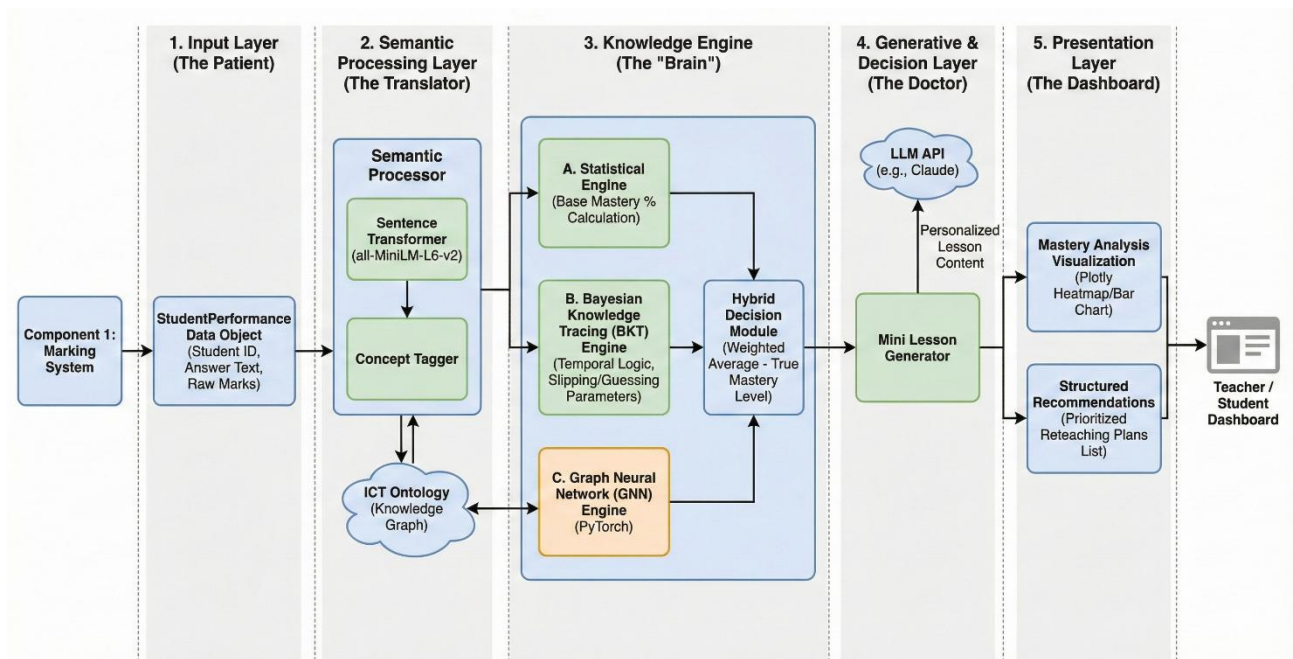 1. Input Layer
(The Patient)
2. Semantic
Processing Layer
(The Translator)
3. Knowledge Engine
(The "Brain")
4. Generative &
Decision Layer
(The Doctor)
5. Presentation
Layer
(The Dashboard)
Component 1:
Marking
System
StudentPerformance
Data Object
(Student ID,
Answer Text,
Raw Marks)
Semantic
Processor
Sentence
Transformer
(all-MiniLM-L6-v2)
Concept Tagger
ICT Ontology
(Knowledge
Graph)
A. Statistical
Engine
(Base Mastery %
Calculation)
B. Bayesian
Knowledge
Tracing (BKT)
Engine
(Temporal Logic,
Slipping/Guessing
Parameters)
C. Graph Neural
Network (GNN)
Engine
(PyTorch)
Hybrid
Decision
Module
(Weighted
Average - True
Mastery
Level)
LLM API
(e.g., Claude)
Personalized
Lesson
Content
Mini Lesson
Generator
Mastery Analysis
Visualization
(Plotly
Heatmap/Bar
Chart)
Structured
Recommendations
(Prioritized
Reteaching Plans
List)
Teacher /
Student
Dashboard